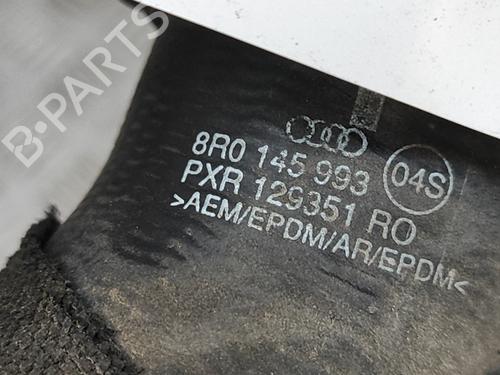 B-PARTS
8R0 145 993
04S
PXR 129351 RO
>AEM/EPDM/AR/EPDM<